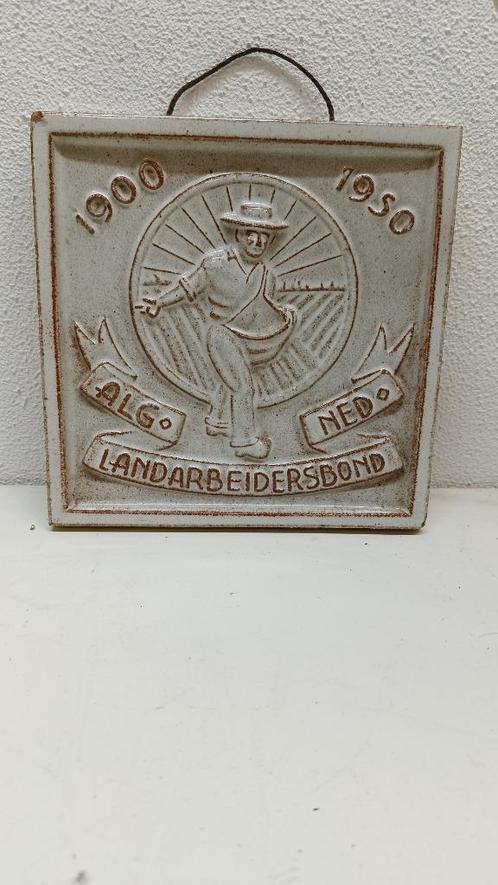 1900 1950
ALG. NED.
LANDARBEIDERSBOND